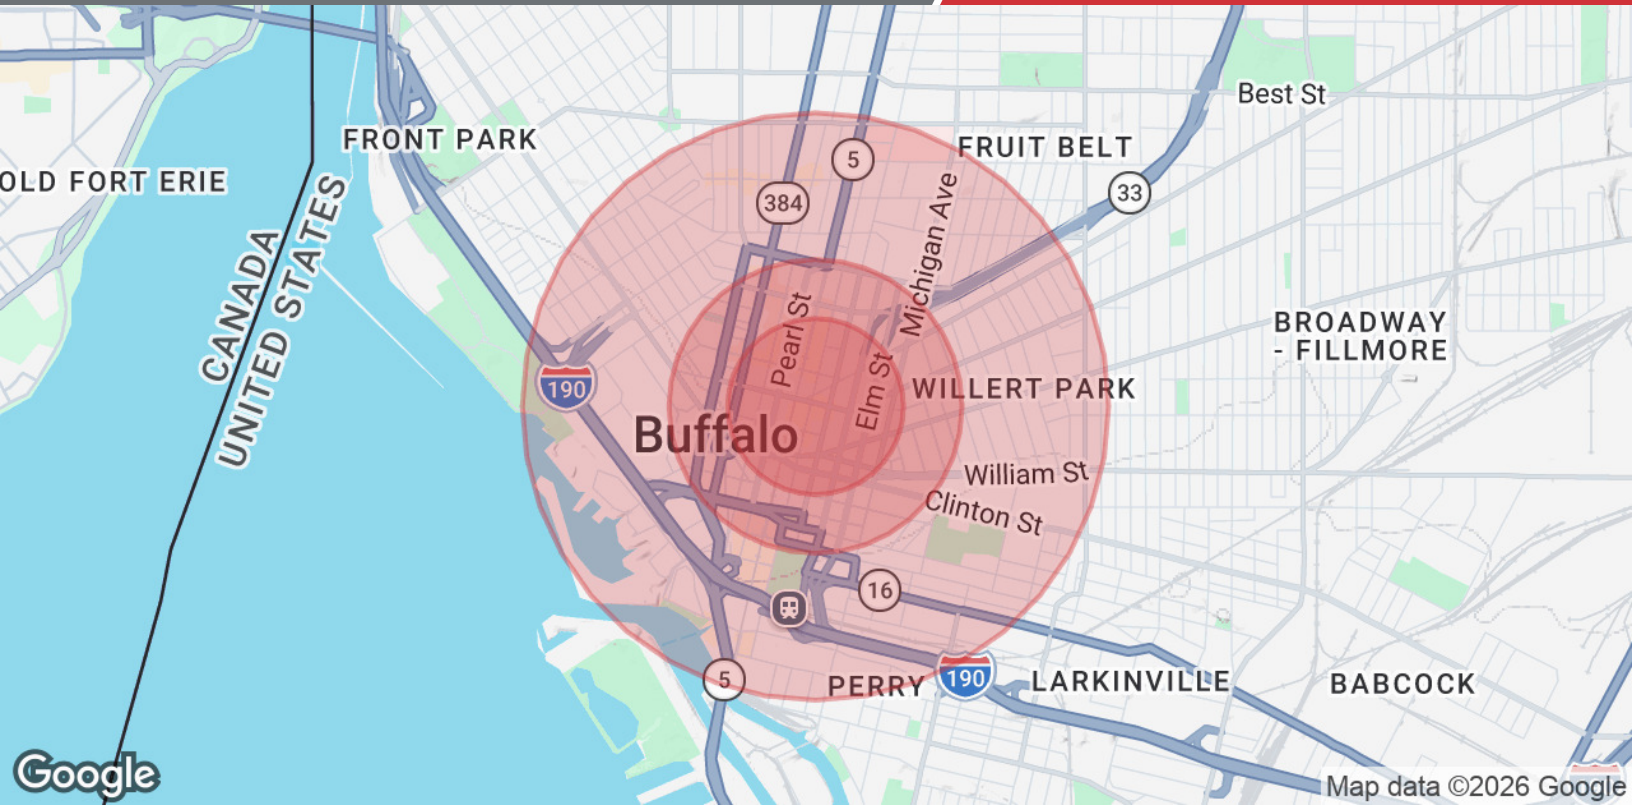 Best St
FRONT PARK
FRUIT BELT
5
OLD FORT ERIE
33
384
Michigan Ave
CANADA
UNITED STATES
Pearl St
BROADWAY
- FILLMORE
Elm St
190
WILLERT PARK
Buffalo
William St
Clinton St
16
5
PERRY
190
LARKINVILLE
BABCOCK
Google
Map data ©2026 Google